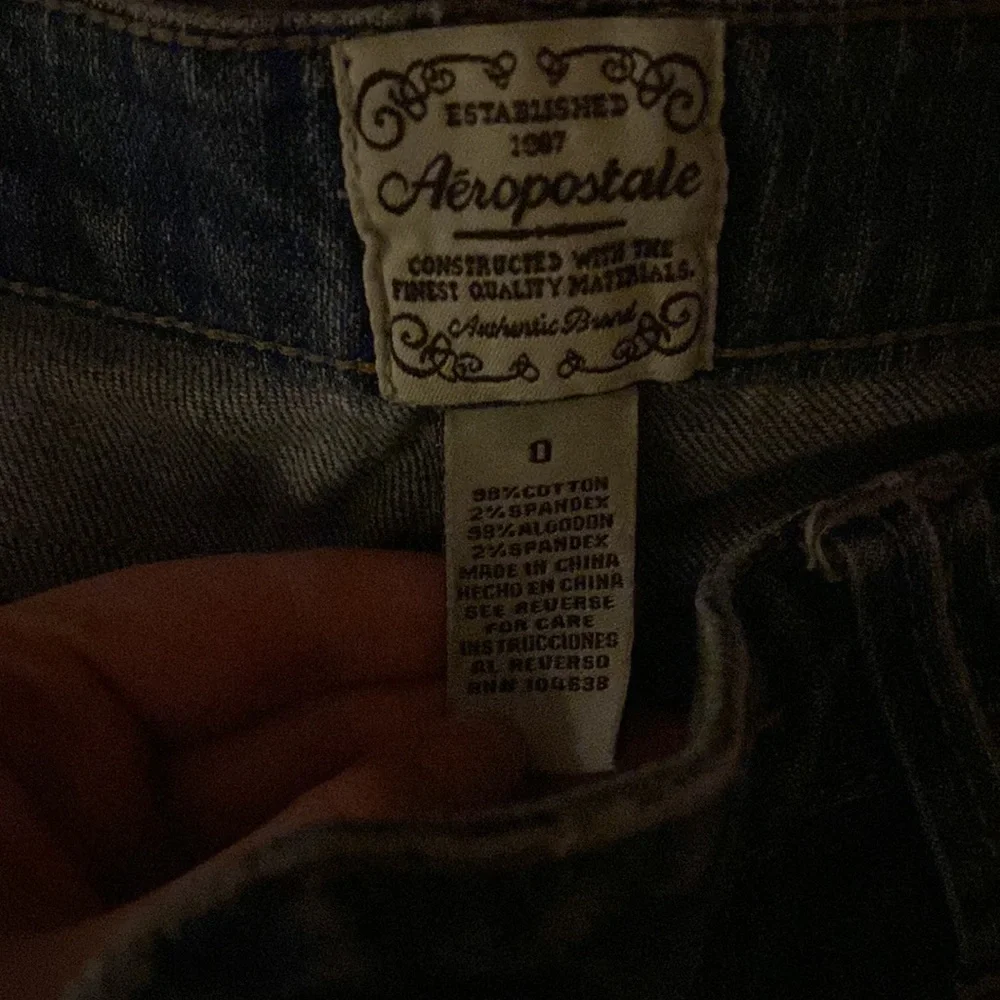 ESTABLISHED
1987
Aéropostale
CONSTRUCTED WITH THE
FINEST QUALITY MATERIALS.
Authentic Brand
0
98%COTTON
2%SPANDEX
98%ALGODON
2%SPANDEX
MADE IN CHINA
HECHO EN CHINA
SEE REVERSE
FOR CARE
INSTRUCCIONES
AL REVERSO
RN# 104638